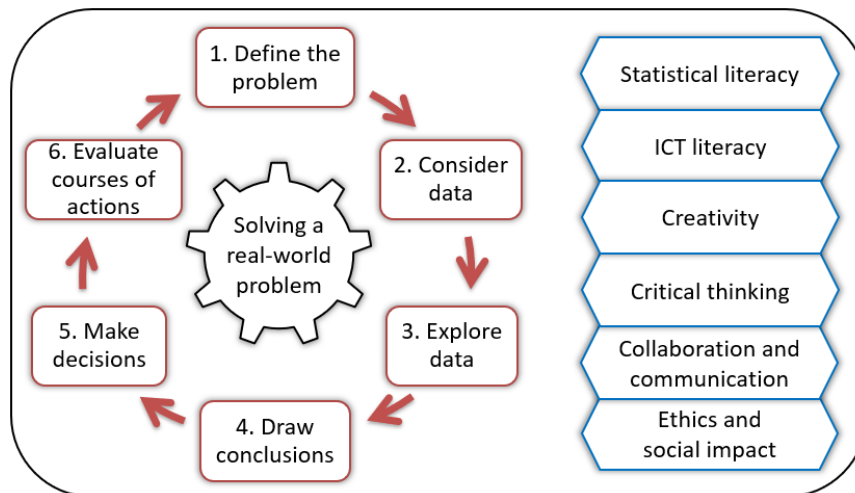 1. Define the
problem
2. Consider
data
3. Explore
data
4. Draw
conclusions
5. Make
decisions
6. Evaluate
courses of
actions
Solving a
real-world
problem
Statistical literacy
ICT literacy
Creativity
Critical thinking
Collaboration and
communication
Ethics and
social impact